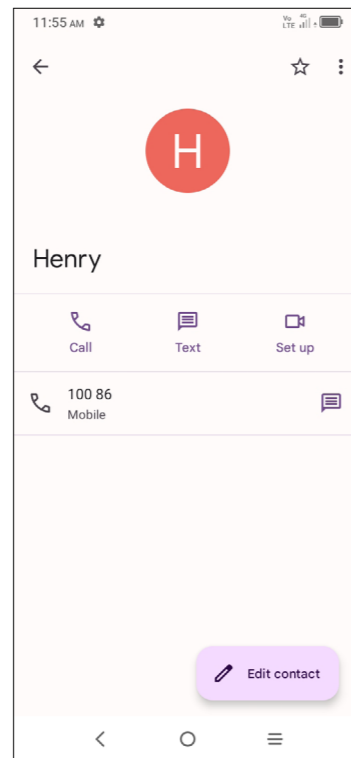 11:55 AM
Vo LTE 4G
H
Henry
Call Text Set up
100 86
Mobile
Edit contact